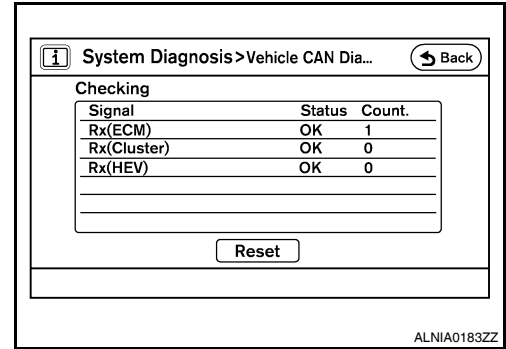 i System Diagnosis>Vehicle CAN Dia... Back
Checking
Signal Status Count.
Rx(ECM) OK 1
Rx(Cluster) OK 0
Rx(HEV) OK 0
Reset
ALNIA0183ZZ